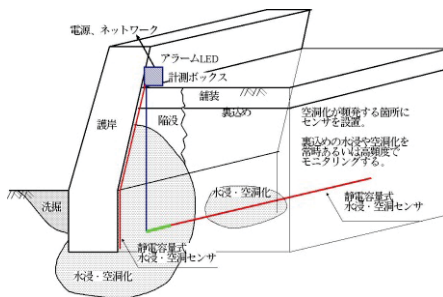 電源、ネットワーク
アラームLED
計測ボックス
舗装
裏込め
護岸
陥没
空洞化が頻発する箇所に
センサを設置。
裏込めの水浸や空洞化を
常時あるいは高頻度で
モニタリングする。
洗掘
水浸・空洞化
静電容量式
水浸・空洞センサ
静電容量式
水浸・空洞センサ
水浸・空洞化